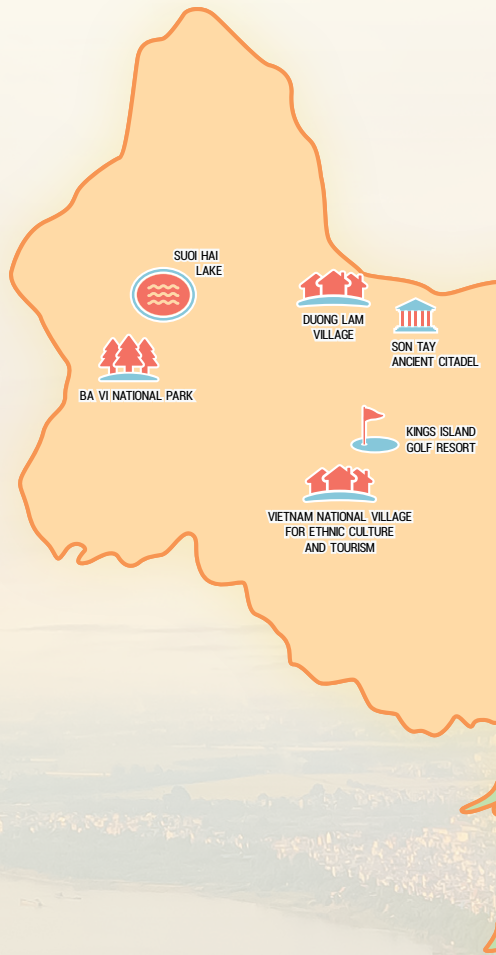 SUOI HAI
LAKE
DUONG LAM
VILLAGE
SON TAY
ANCIENT CITADEL
BA VI NATIONAL PARK
KINGS ISLAND
GOLF RESORT
VIETNAM NATIONAL VILLAGE
FOR ETHNIC CULTURE
AND TOURISM